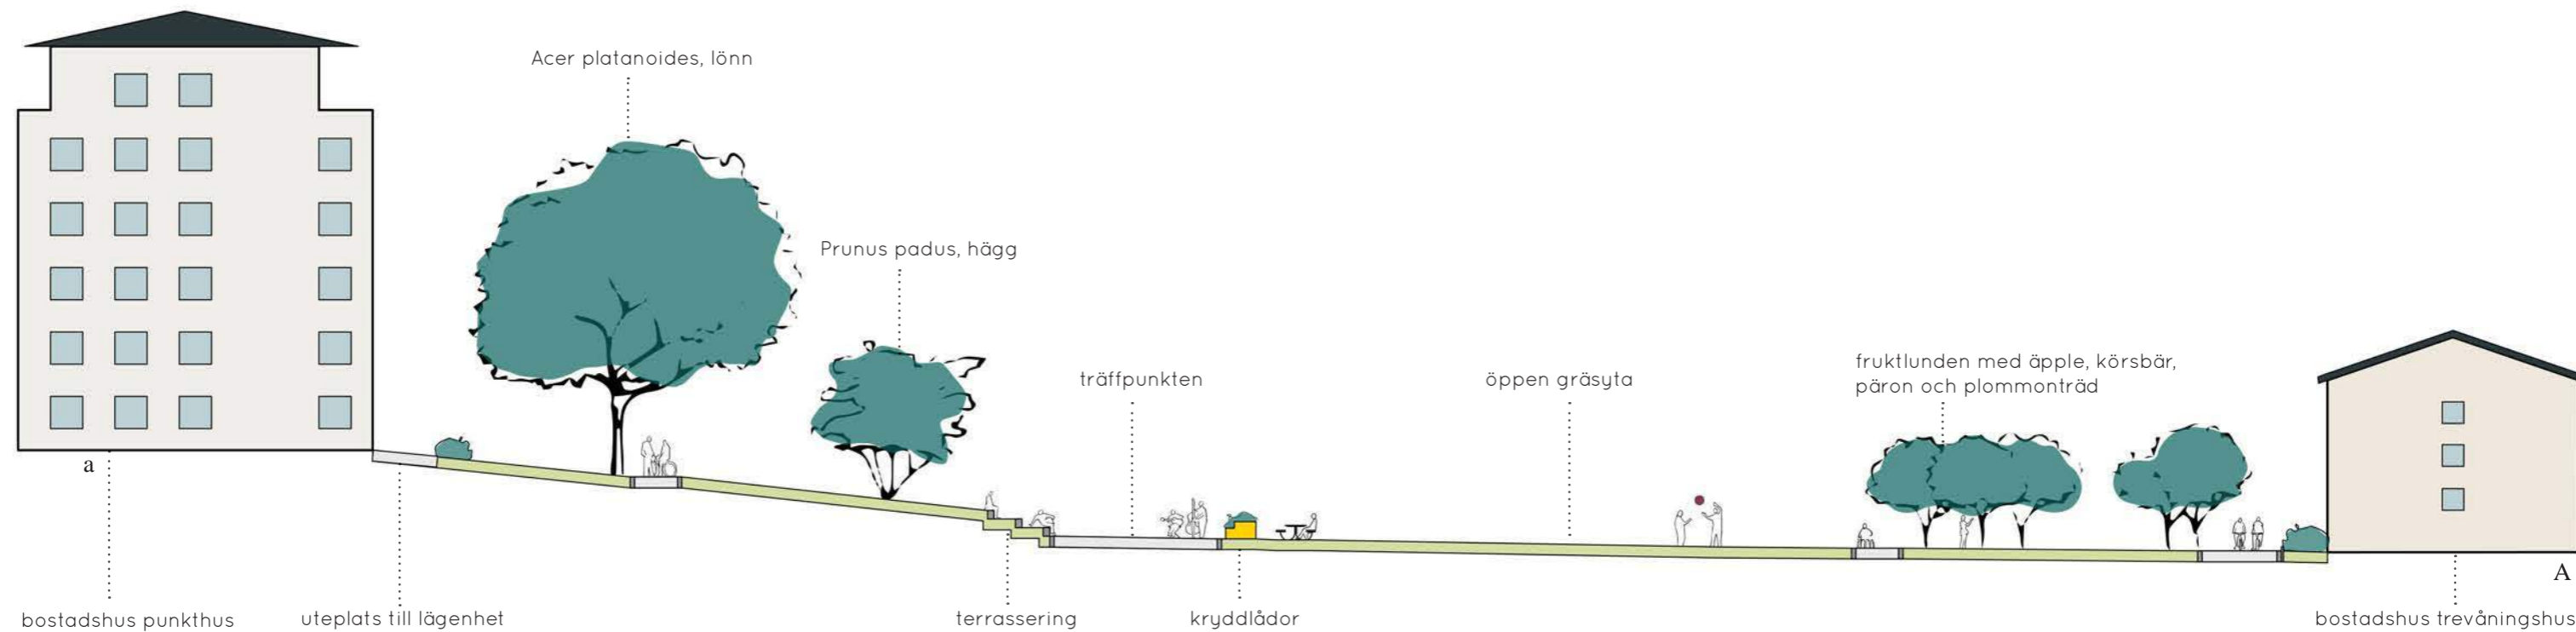 Acer platanoides, lönn
Prunus padus, hägg
träffpunkten
öppen gräsyta
fruktlunden med äpple, körsbär,
päron och plommonträd
a
A
bostadshus punkthus
uteplats till lägenhet
terrassering
kryddlådor
bostadshus trevåningshus